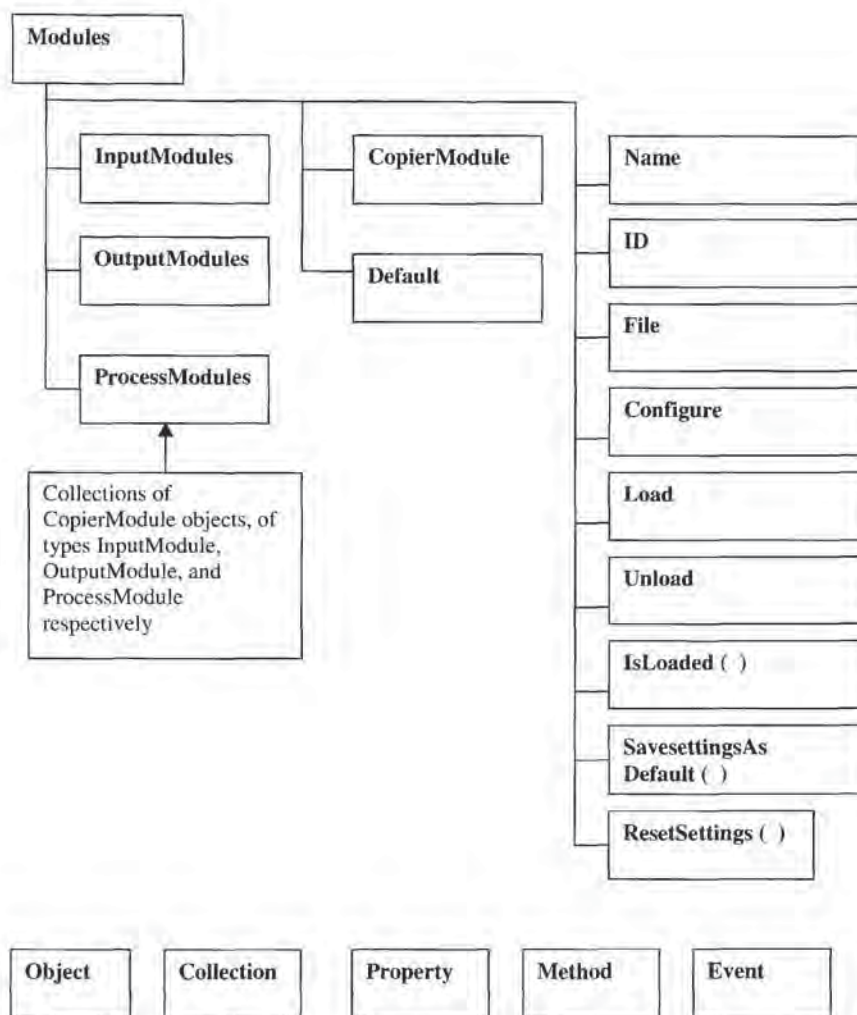 Modules
InputModules
OutputModules
ProcessModules
Collections of
CopierModule objects, of
types InputModule,
OutputModule, and
ProcessModule
respectively
CopierModule
Default
Name
ID
File
Configure
Load
Unload
IsLoaded ( )
SavesettingsAs
Default ( )
ResetSettings ( )
Object
Collection
Property
Method
Event